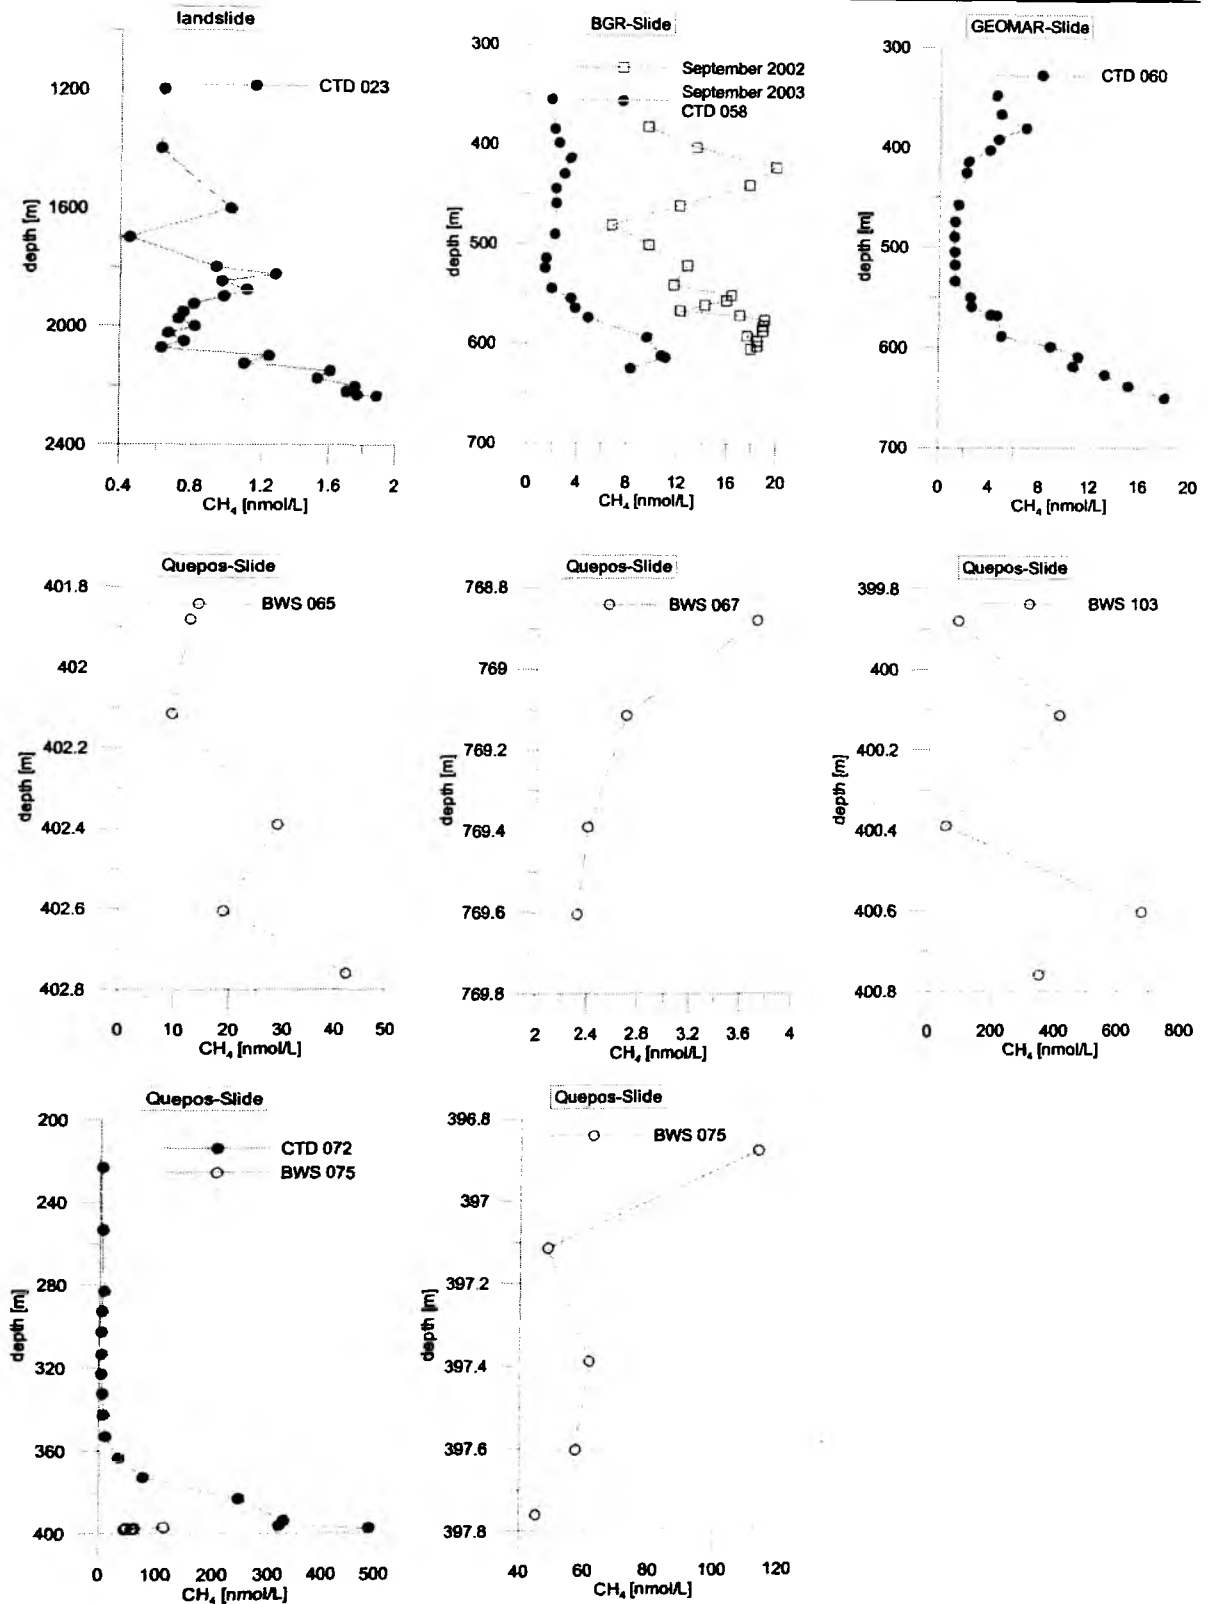 landslide
CTD 023
1200
1600
2000
2400
depth [m]
0.4 0.8 1.2 1.6 2
CH₄ [nmol/L]
BGR-Slide
September 2002
September 2003
CTD 058
300
400
500
600
700
depth [m]
0 4 8 12 16 20
CH₄ [nmol/L]
GEOMAR-Slide
CTD 060
300
400
500
600
700
depth [m]
0 4 8 12 16 20
CH₄ [nmol/L]
Quepos-Slide
BWS 065
401.8
402
402.2
402.4
402.6
402.8
depth [m]
0 10 20 30 40 50
CH₄ [nmol/L]
Quepos-Slide
BWS 067
768.8
769
769.2
769.4
769.6
769.8
depth [m]
2 2.4 2.8 3.2 3.6 4
CH₄ [nmol/L]
Quepos-Slide
BWS 103
399.8
400
400.2
400.4
400.6
400.8
depth [m]
0 200 400 600 800
CH₄ [nmol/L]
Quepos-Slide
CTD 072
BWS 075
200
240
280
320
360
400
depth [m]
0 100 200 300 400 500
CH₄ [nmol/L]
Quepos-Slide
BWS 075
396.8
397
397.2
397.4
397.6
397.8
depth [m]
40 60 80 100 120
CH₄ [nmol/L]